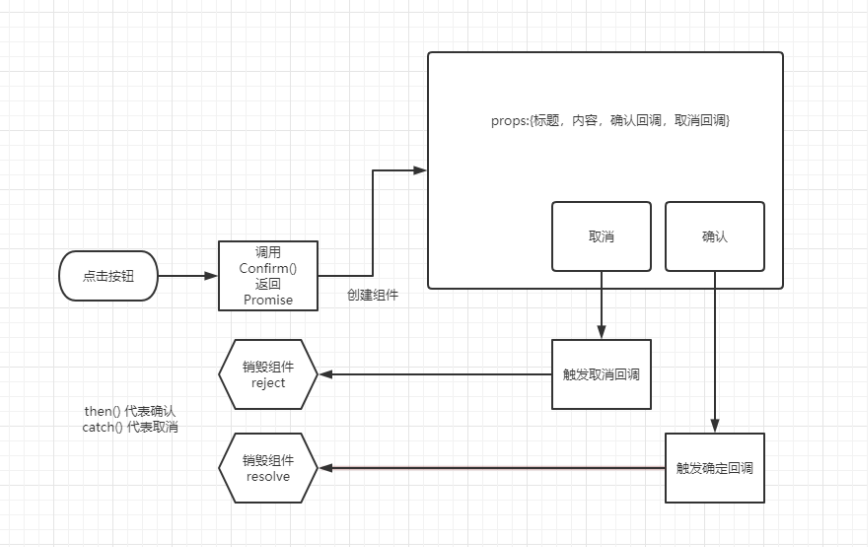 props:{标题，内容，确认回调，取消回调}
取消
确认
点击按钮
调用
Confirm()
返回
Promise
创建组件
销毁组件
reject
触发取消回调
then() 代表确认
catch() 代表取消
销毁组件
resolve
触发确定回调